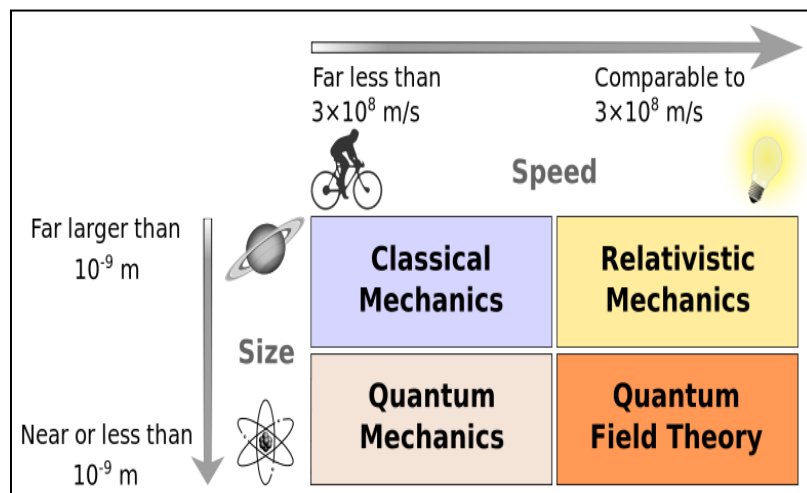 Far less than
3×10⁸ m/s
Comparable to
3×10⁸ m/s
Speed
Far larger than
10⁻⁹ m
Classical
Mechanics
Relativistic
Mechanics
Size
Near or less than
10⁻⁹ m
Quantum
Mechanics
Quantum
Field Theory